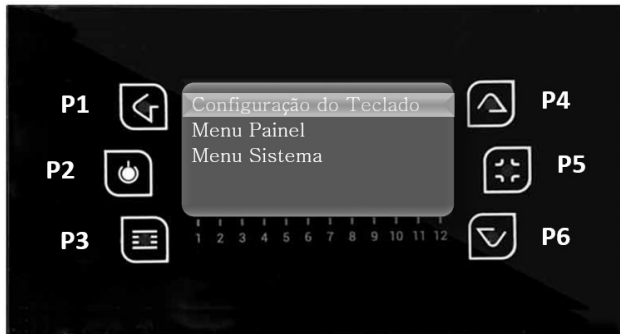 P1
P2
P3
Configuração do Teclado
Menu Painel
Menu Sistema
1 2 3 4 5 6 7 8 9 10 11 12
P4
P5
P6